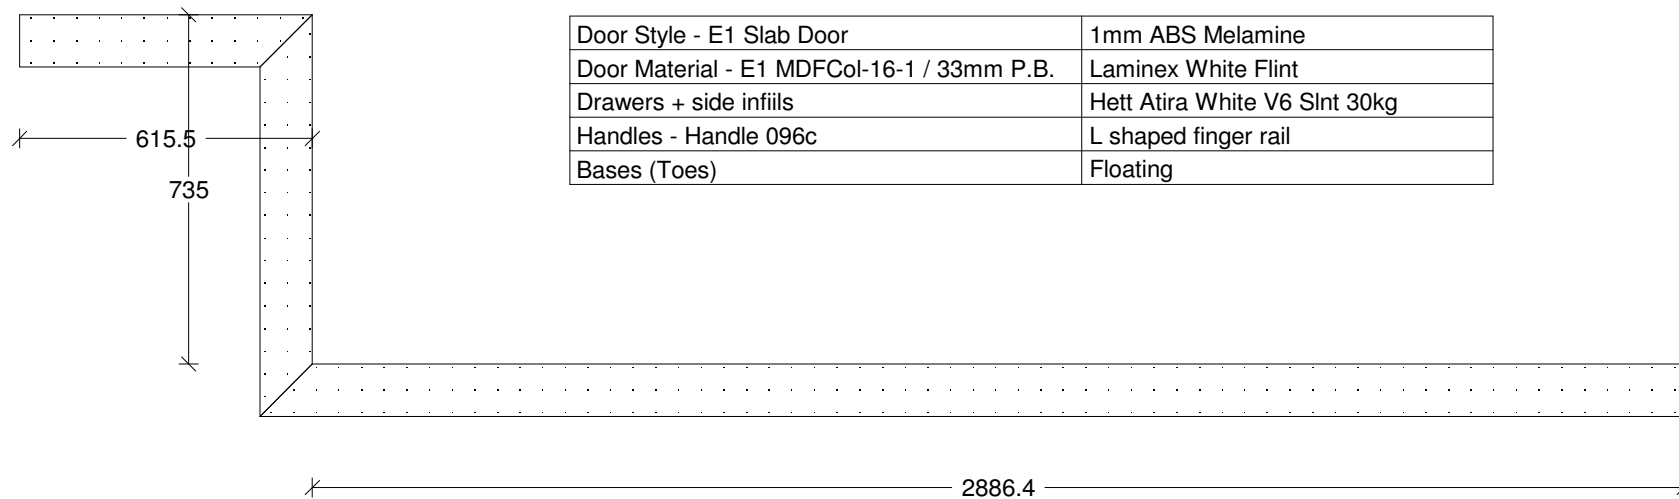 Door Style - E1 Slab Door 1mm ABS Melamine
Door Material - E1 MDFCol-16-1 / 33mm P.B. Laminex White Flint
Drawers + side infiils Hett Atira White V6 Slnt 30kg
Handles - Handle 096c L shaped finger rail
Bases (Toes) Floating
615.5
735
2886.4